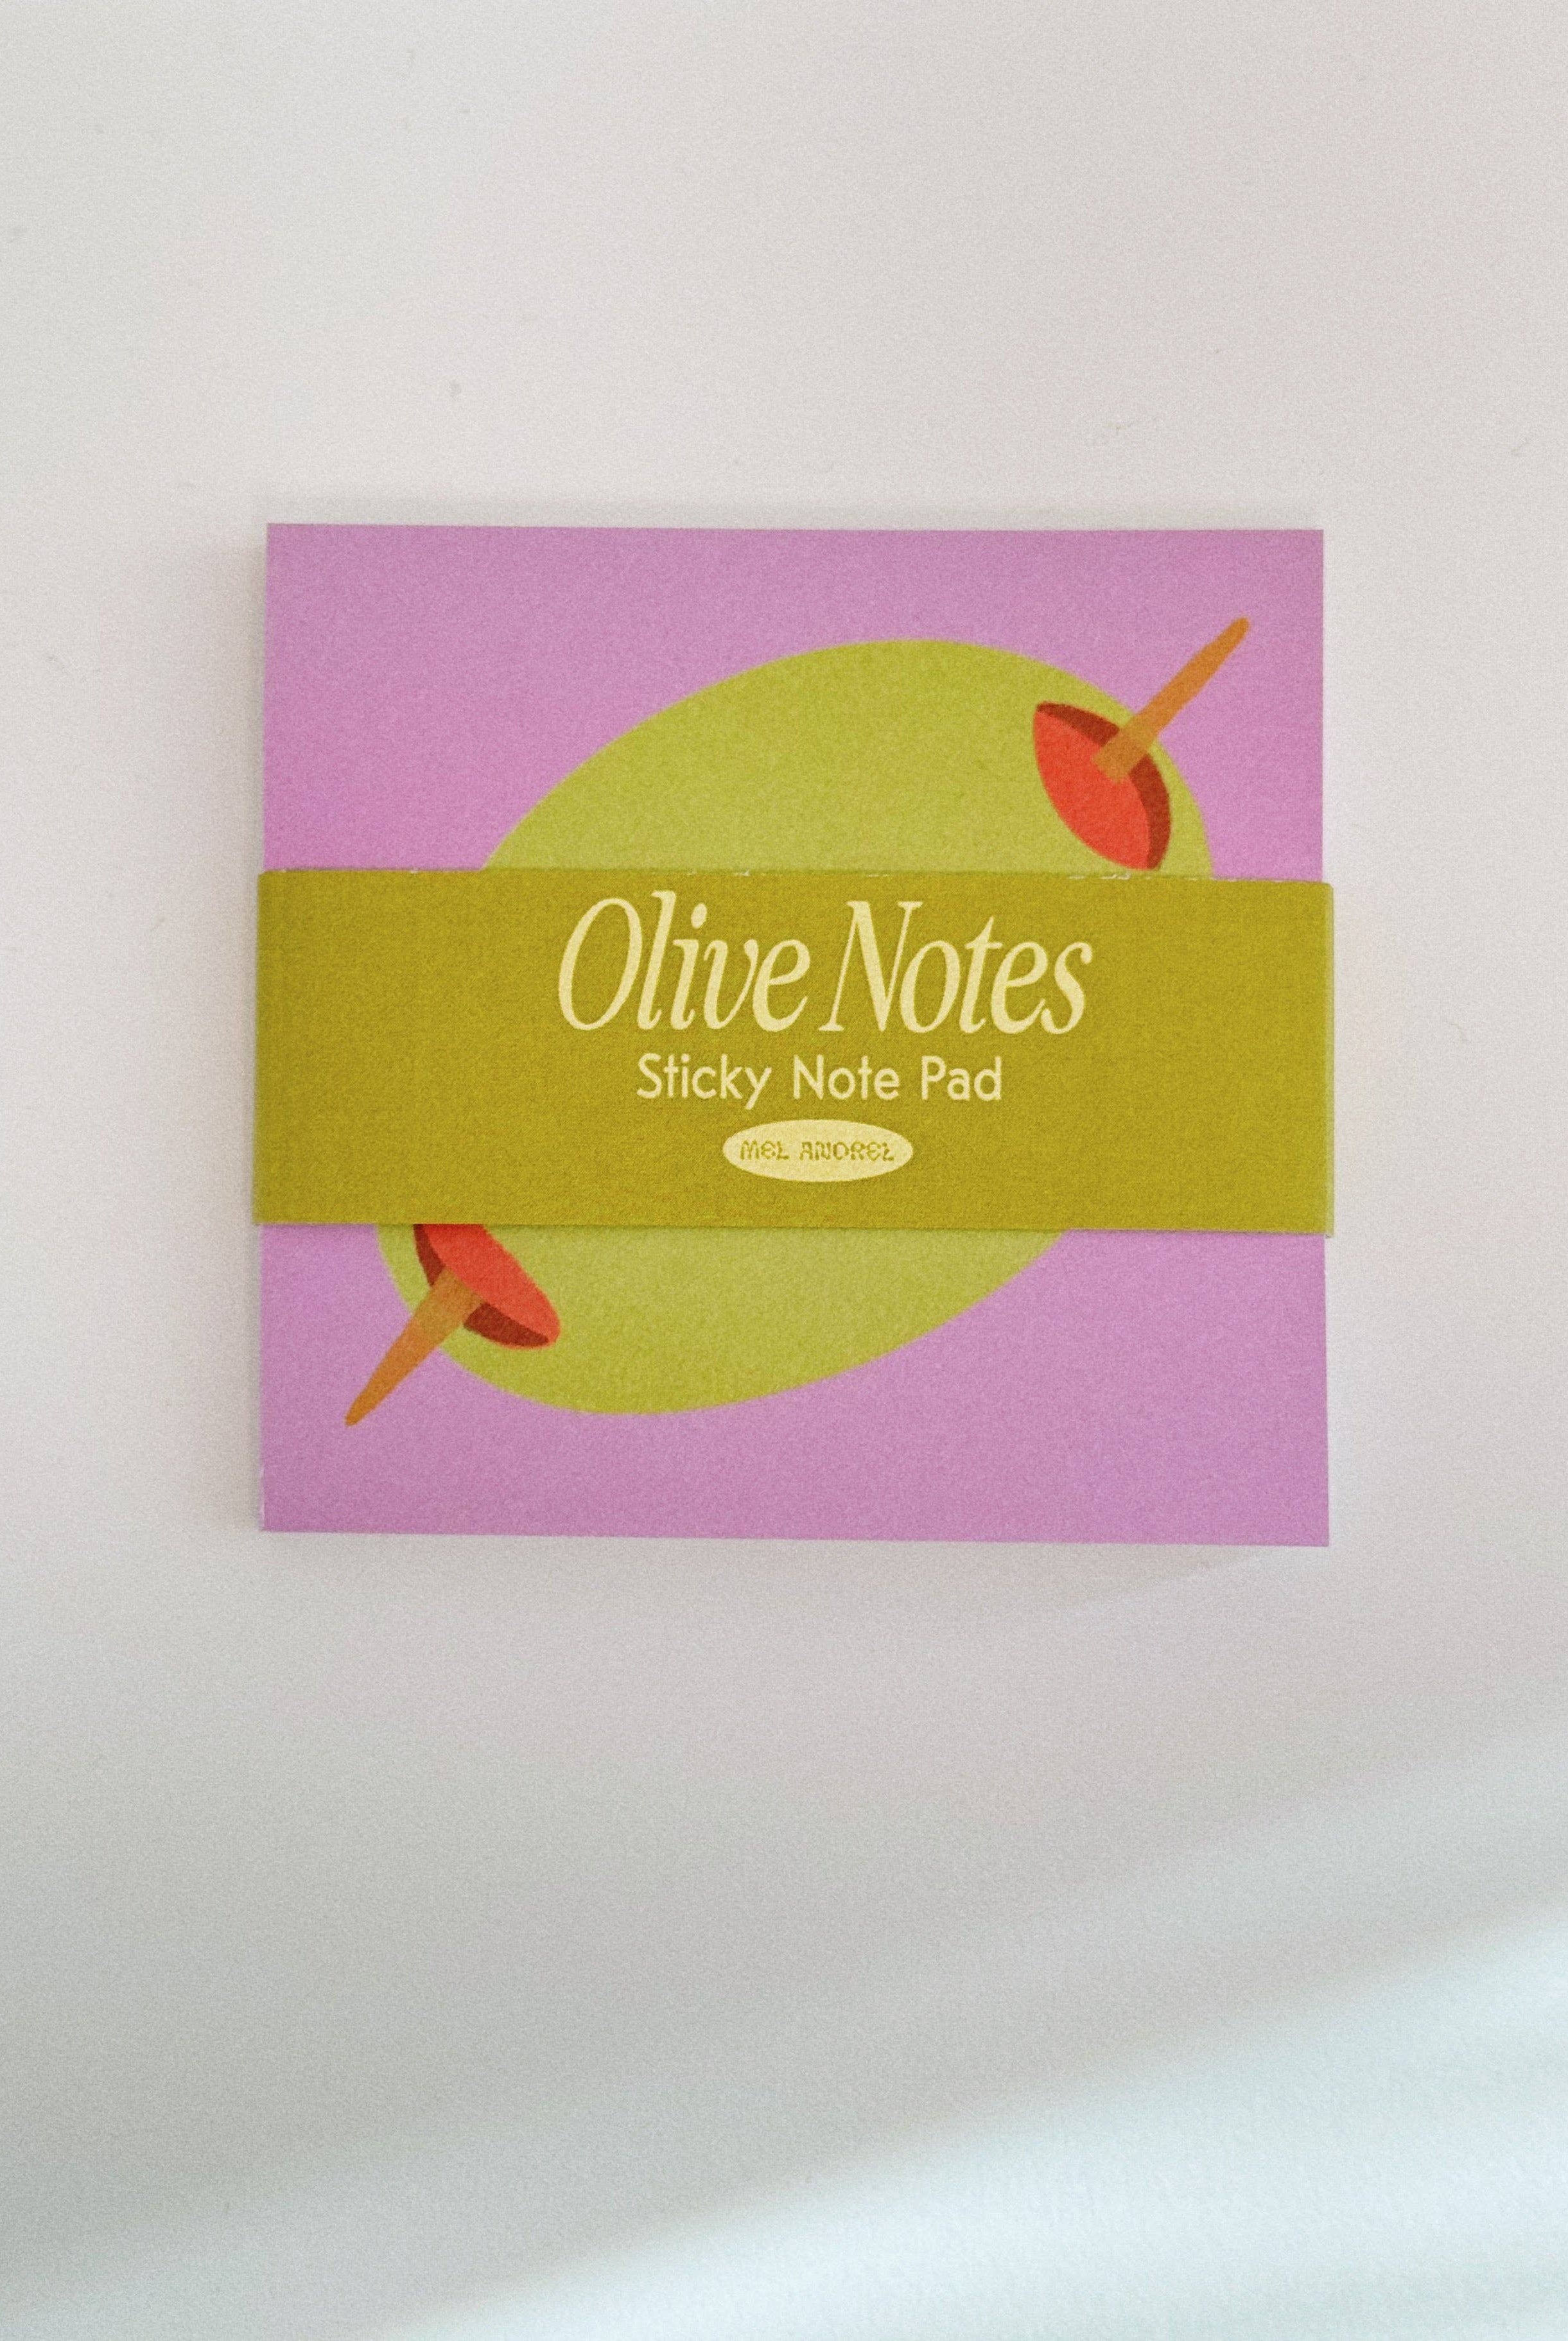 Olive Notes
Sticky Note Pad
MEL ANDREL